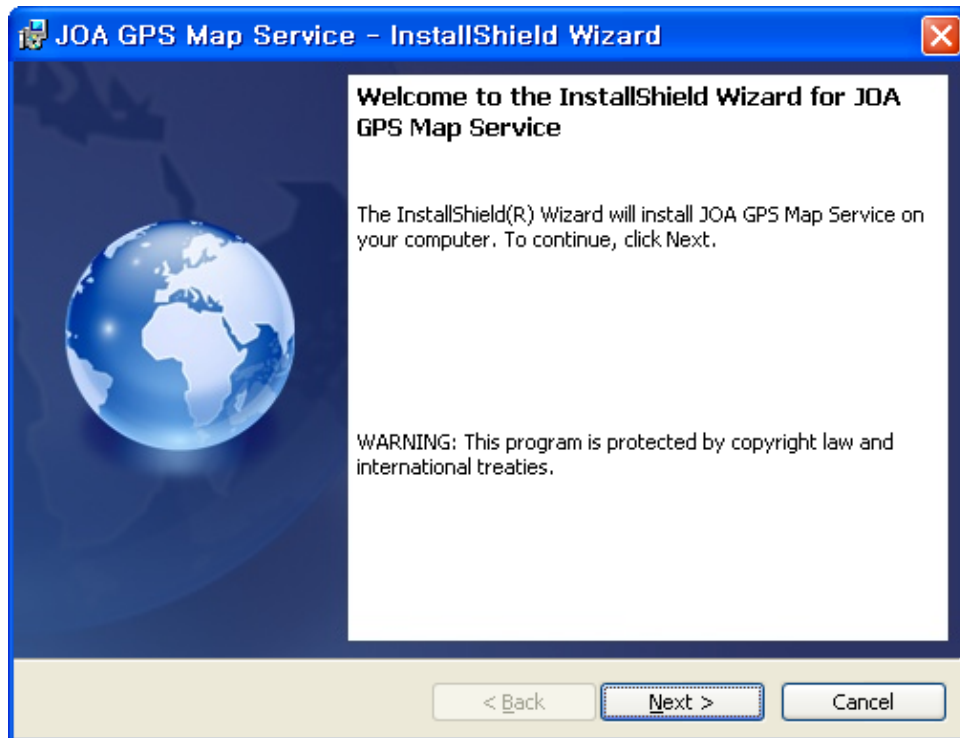 JOA GPS Map Service - InstallShield Wizard
Welcome to the InstallShield Wizard for JOA
GPS Map Service
The InstallShield(R) Wizard will install JOA GPS Map Service on
your computer. To continue, click Next.
WARNING: This program is protected by copyright law and
international treaties.
< Back Next > Cancel